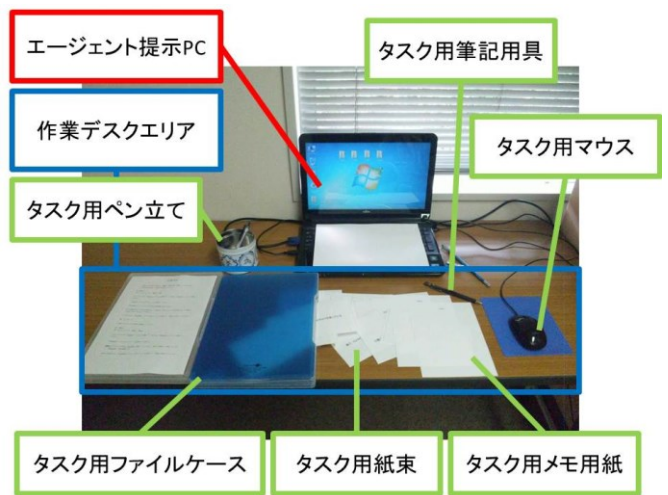 エージェント提示PC
タスク用筆記用具
作業デスクエリア
タスク用マウス
タスク用ペン立て
タスク用ファイルケース
タスク用紙束
タスク用メモ用紙